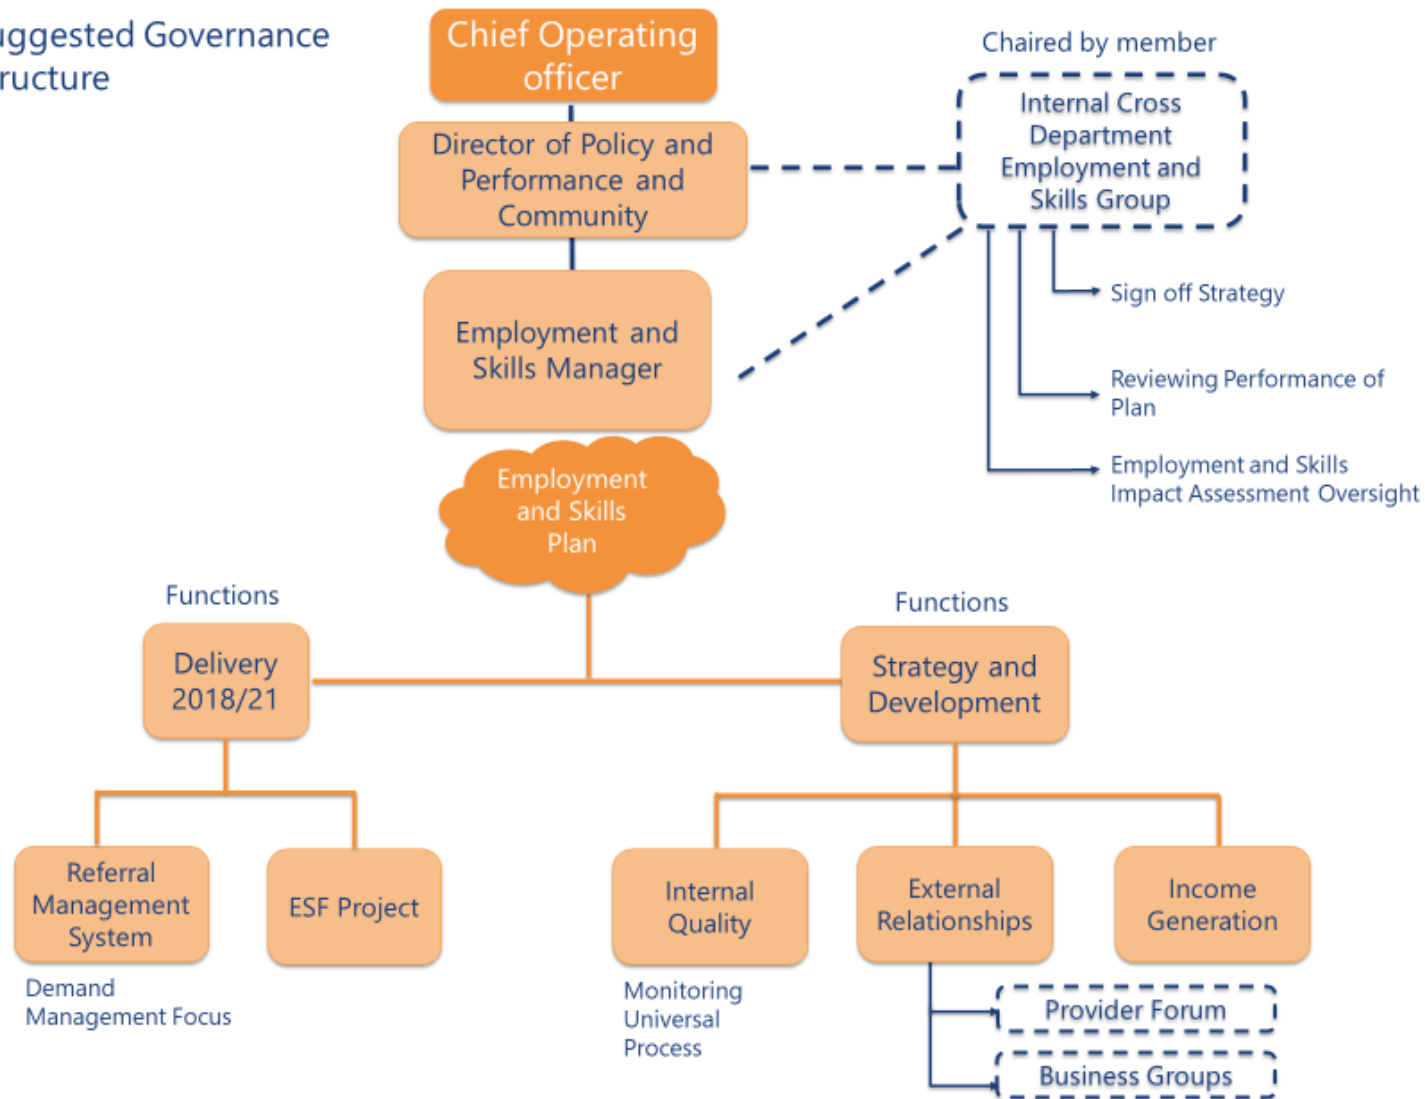 uggested Governance
ructure
Chief Operating
officer
Chaired by member
Internal Cross
Department
Employment and
Skills Group
Director of Policy and
Performance and
Community
Employment and
Skills Manager
Sign off Strategy
Reviewing Performance of
Plan
Employment and Skills
Impact Assessment Oversight
Employment
and Skills
Plan
Functions
Delivery
2018/21
Functions
Strategy and
Development
Referral
Management
System
Demand
Management Focus
ESF Project
Internal
Quality
Monitoring
Universal
Process
External
Relationships
Income
Generation
Provider Forum
Business Groups